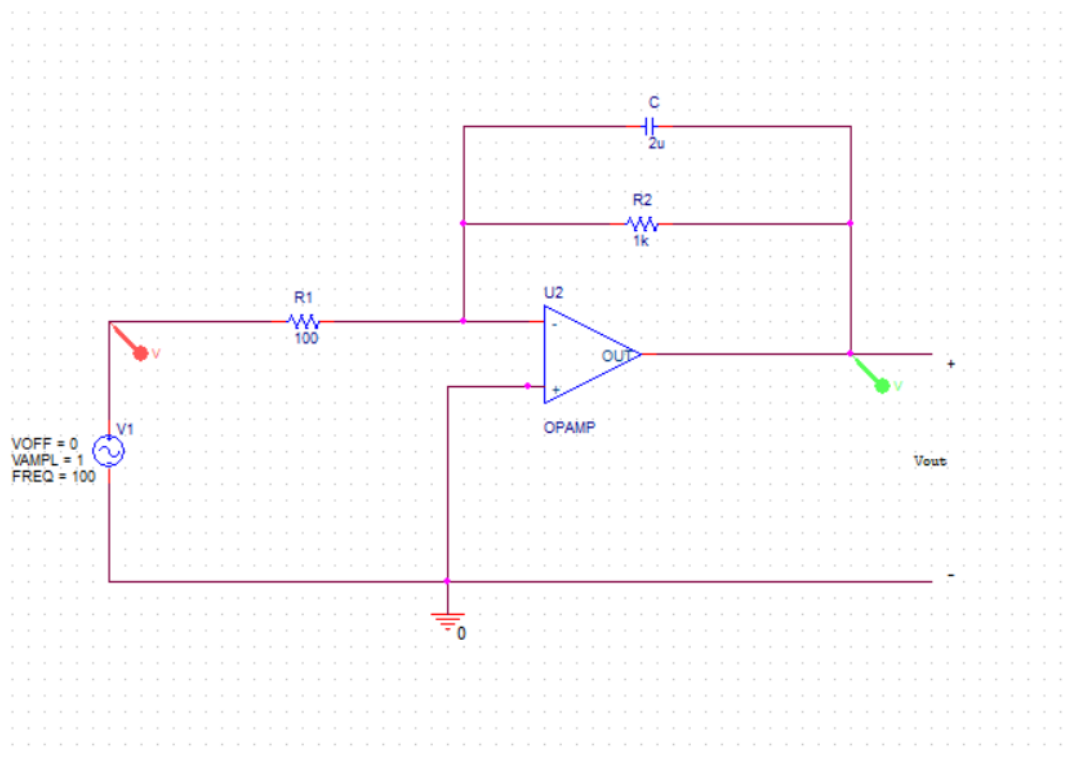 C
2u
R2
1k
U2
R1
100
-
OUT
V
+
+
V
OPAMP
V1
VOFF = 0
VAMPL = 1
FREQ = 100
Vout
-
0